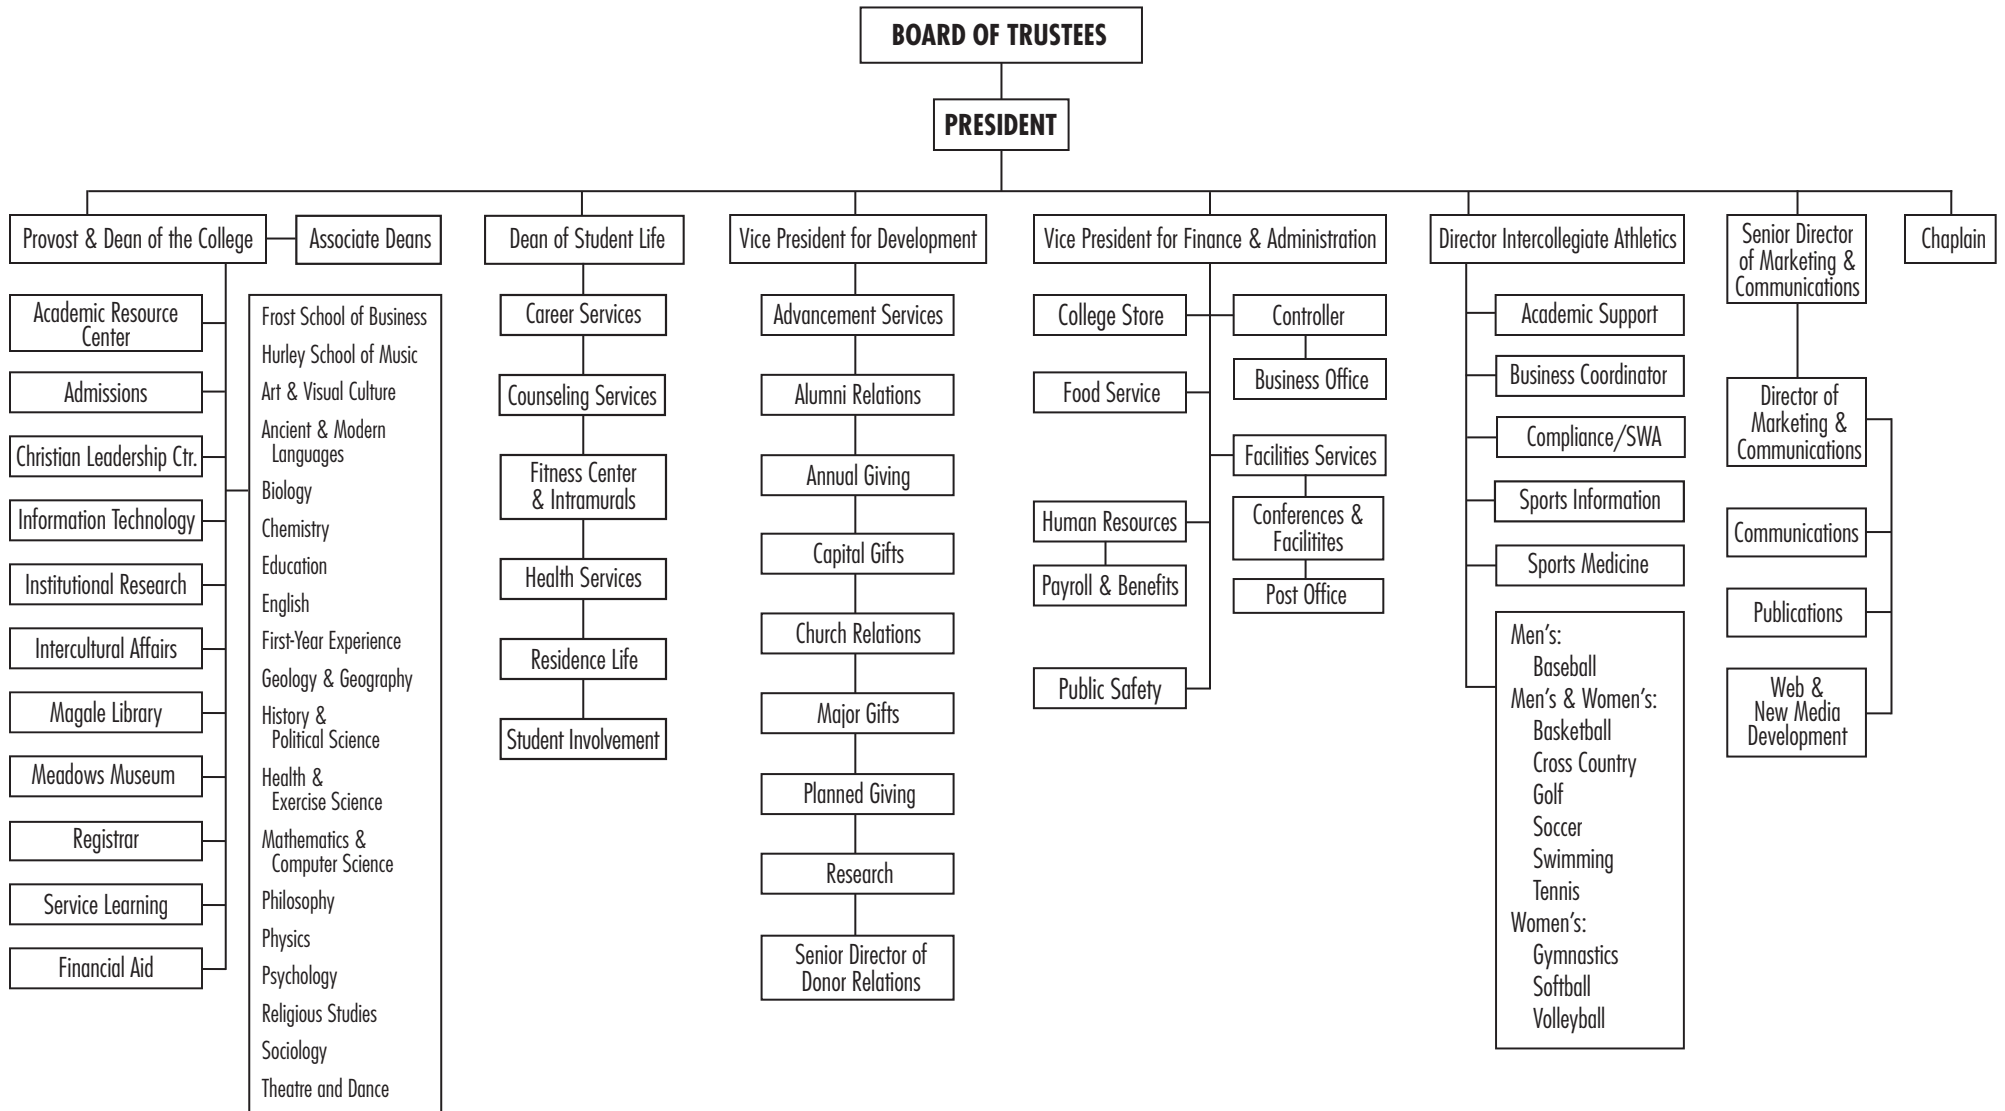 BOARD OF TRUSTEES
PRESIDENT
Provost & Dean of the College
Associate Deans
Academic Resource
Center
Admissions
Christian Leadership Ctr.
Information Technology
Institutional Research
Intercultural Affairs
Magale Library
Meadows Museum
Registrar
Service Learning
Financial Aid
Frost School of Business
Hurley School of Music
Art & Visual Culture
Ancient & Modern
Languages
Biology
Chemistry
Education
English
First-Year Experience
Geology & Geography
History &
Political Science
Health &
Exercise Science
Mathematics &
Computer Science
Philosophy
Physics
Psychology
Religious Studies
Sociology
Theatre and Dance
Dean of Student Life
Career Services
Counseling Services
Fitness Center
& Intramurals
Health Services
Residence Life
Student Involvement
Vice President for Development
Advancement Services
Alumni Relations
Annual Giving
Capital Gifts
Church Relations
Major Gifts
Planned Giving
Research
Senior Director of
Donor Relations
Vice President for Finance & Administration
College Store
Food Service
Human Resources
Payroll & Benefits
Public Safety
Controller
Business Office
Facilities Services
Conferences &
Facilitites
Post Office
Director Intercollegiate Athletics
Academic Support
Business Coordinator
Compliance/SWA
Sports Information
Sports Medicine
Men's:
Baseball
Men's & Women's:
Basketball
Cross Country
Golf
Soccer
Swimming
Tennis
Women's:
Gymnastics
Softball
Volleyball
Senior Director
of Marketing &
Communications
Director of
Marketing &
Communications
Communications
Publications
Web &
New Media
Development
Chaplain